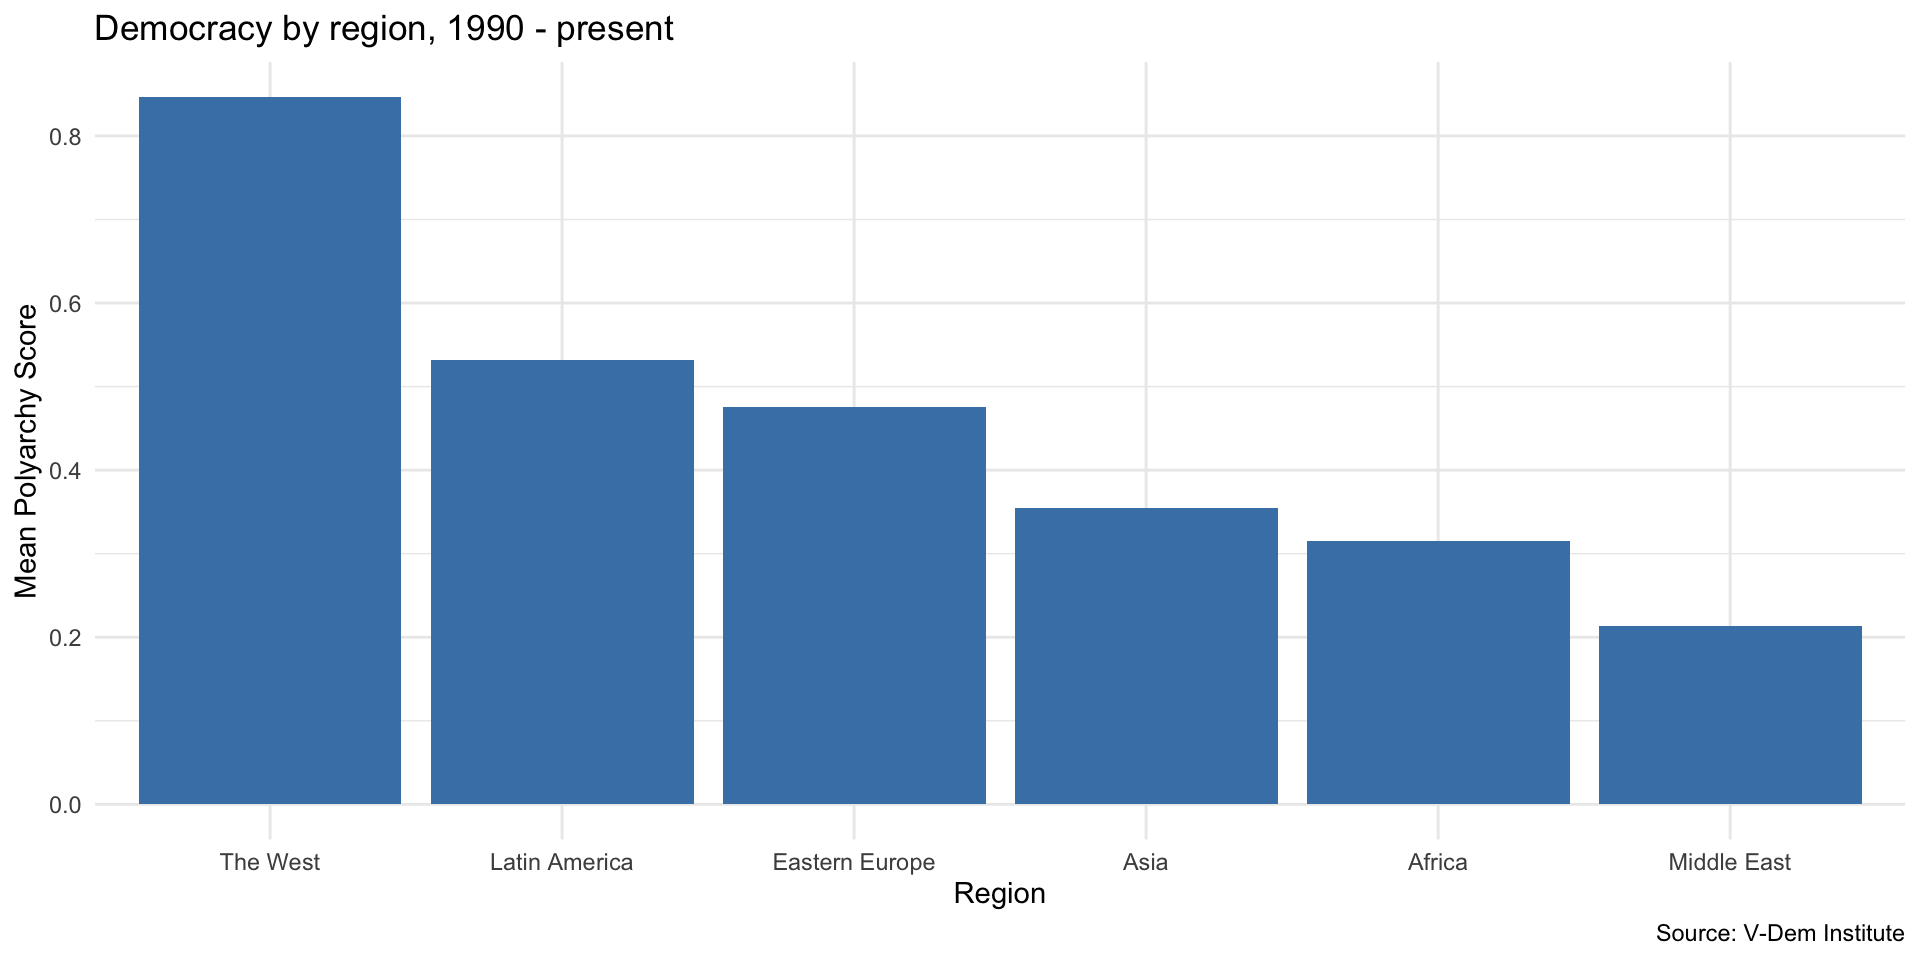 Democracy by region, 1990 - present
Mean Polyarchy Score
0.8
0.6
0.4
0.2
0.0
The West
Latin America
Eastern Europe
Asia
Africa
Middle East
Region
Source: V-Dem Institute